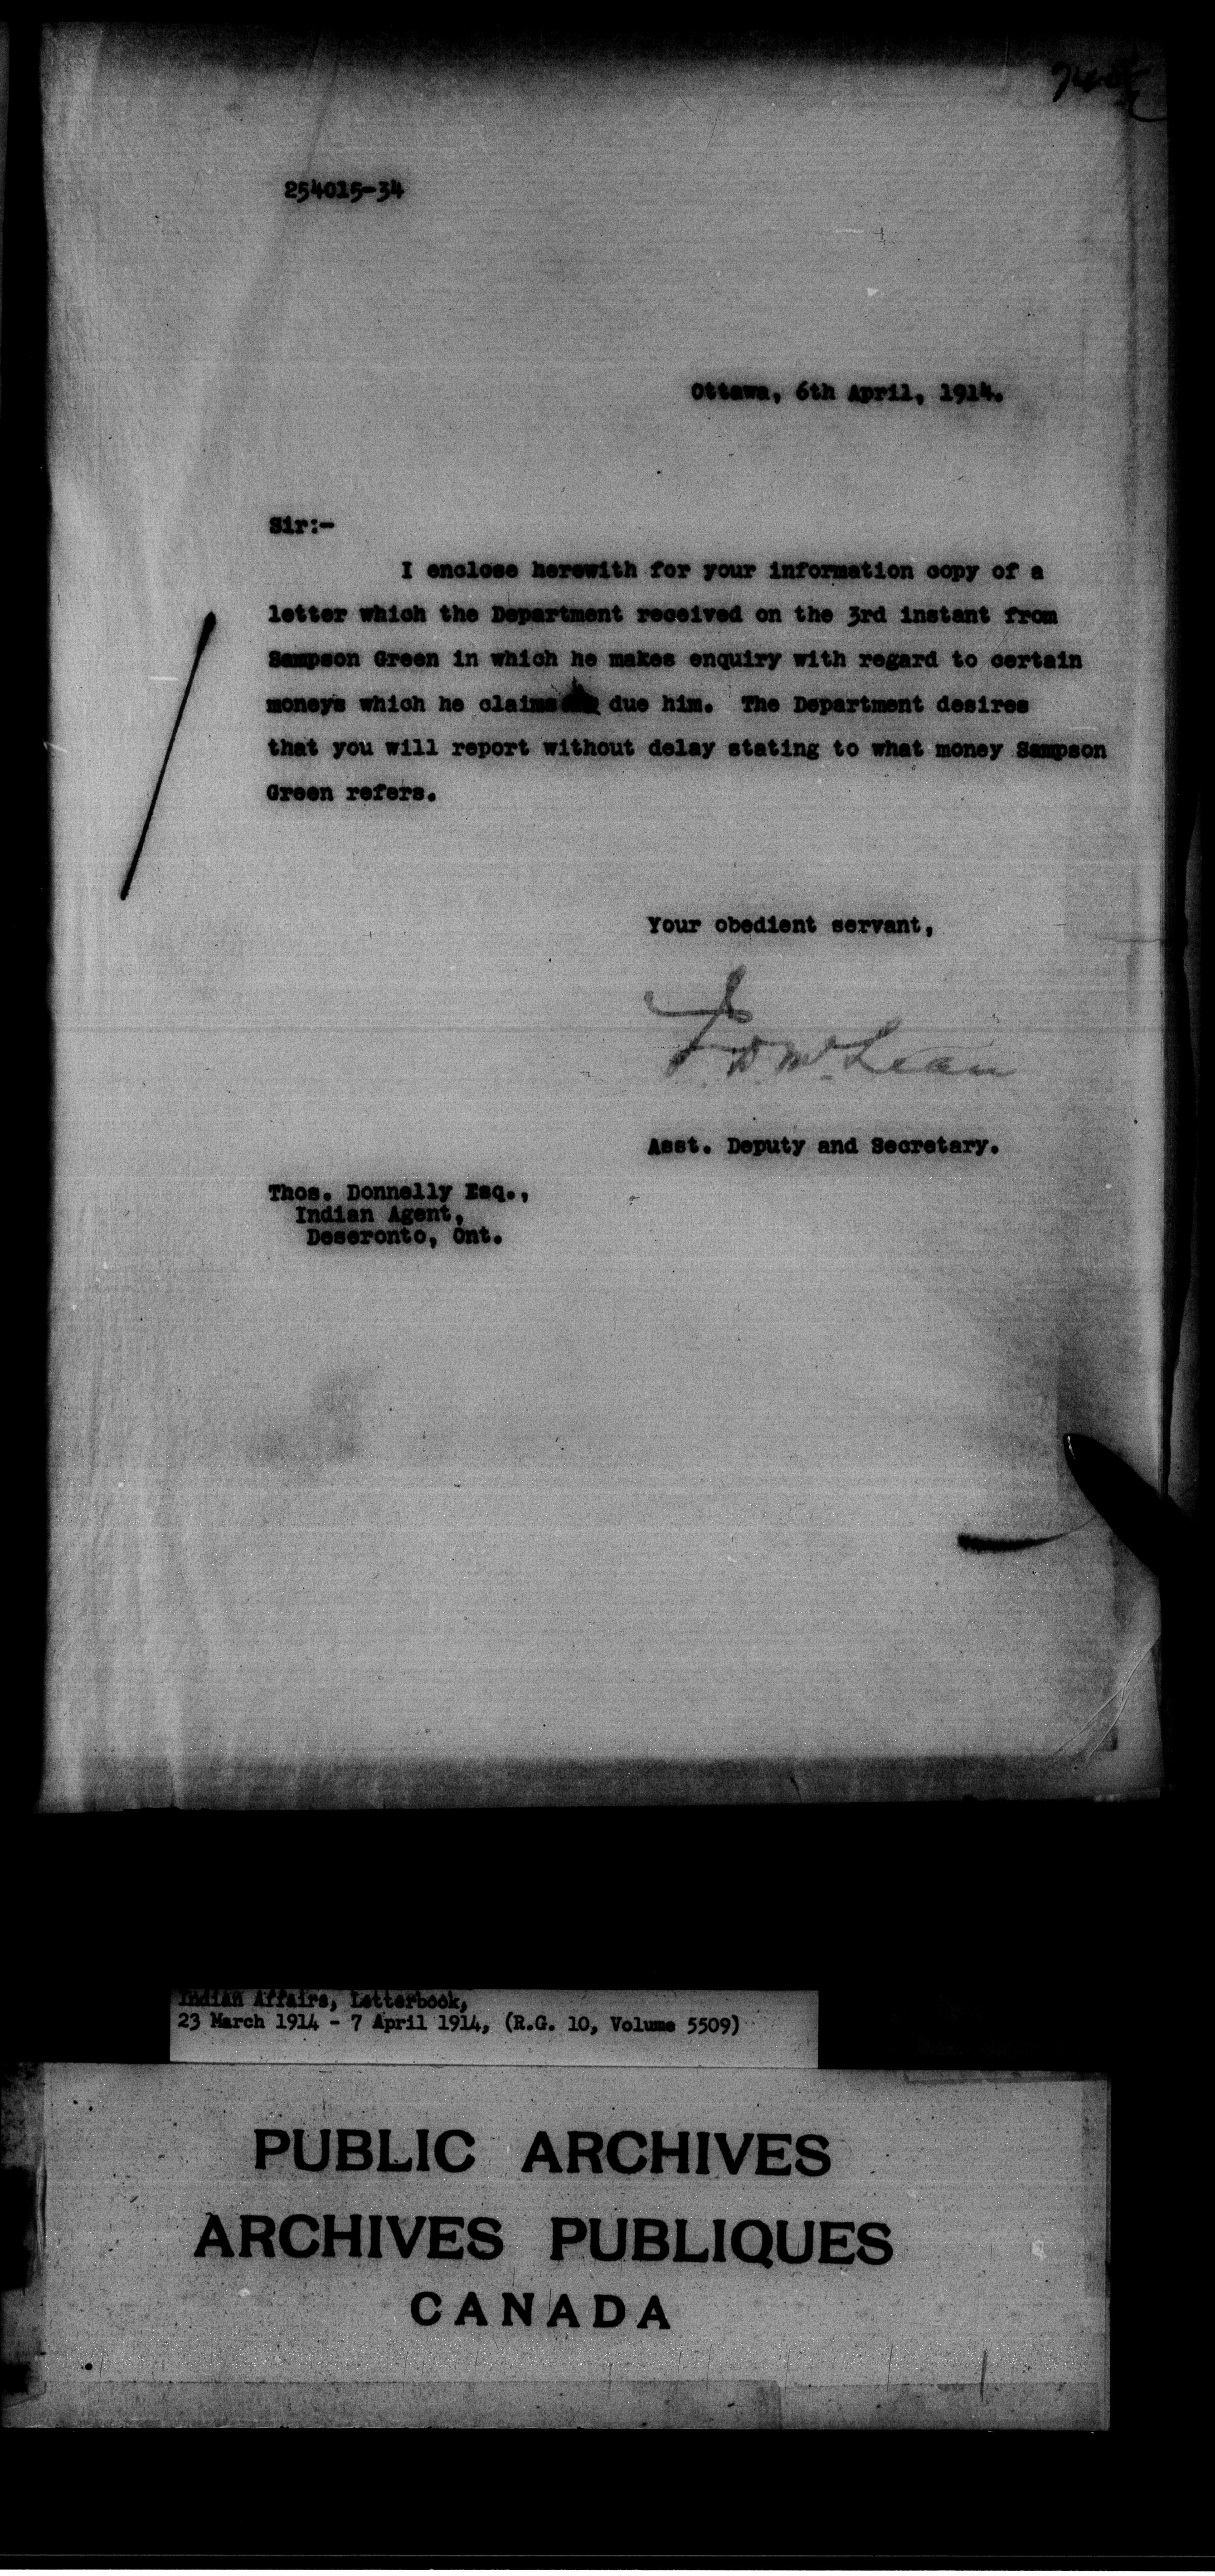 254015-34
Ottawa, 6th April, 1914.
Sir:-
I enclose herewith for your information copy of a
letter which the Department received on the 3rd instant from
Sampson Green in which he makes enquiry with regard to certain
moneys which he claims due him. The Department desires
that you will report without delay stating to what money Sampson
Green refers.
Your obedient servant,
J.D. McLean
Asst. Deputy and Secretary.
Thos. Donnelly Esq.,
Indian Agent,
Deseronto, Ont.
Indian Affairs, Letterbook,
23 March 1914 - 7 April 1914, (R.G. 10, Volume 5509)
PUBLIC ARCHIVES
ARCHIVES PUBLIQUES
CANADA